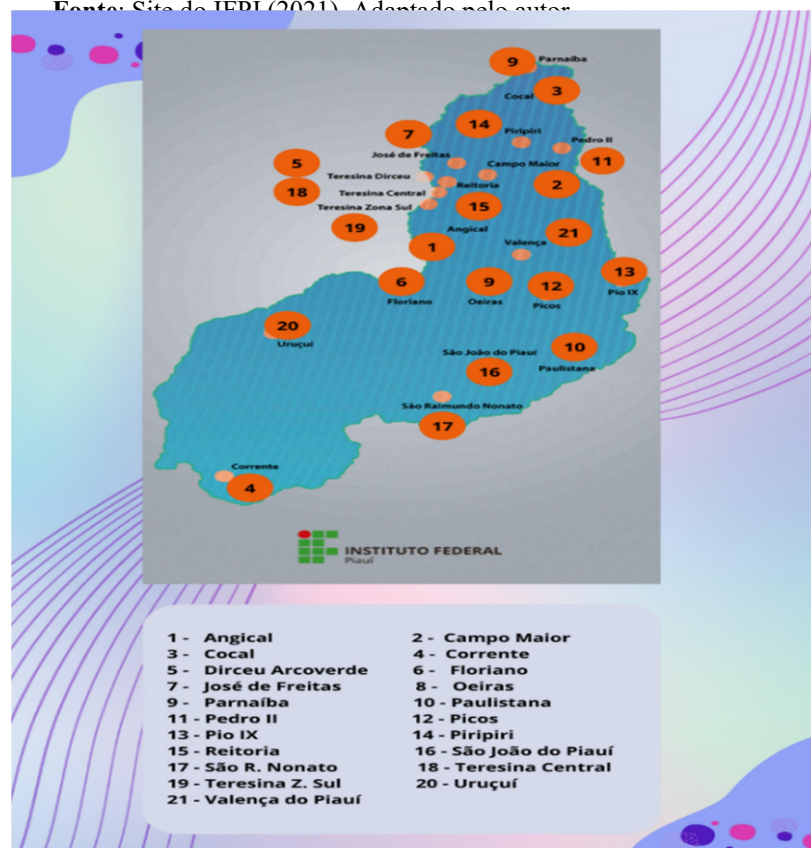 Fonte: Site do IFPI (2021). Adaptado pelo autor
9 Parnaíba
Cocal 3
14
7 Piripiri
Pedro II
José de Freitas
5 Campo Maior 11
Teresina Dirceu
Reitoria 2
18 Teresina Central
Teresina Zona Sul 15
19 Angical 21
1 Valença
13
6 9 12 Pio IX
Floriano Oeiras Picos
20
Uruçuí
São João do Piauí 10
16 Paulistana
São Raimundo Nonato
17
Corrente
4
INSTITUTO FEDERAL
Piauí
1 - Angical 2 - Campo Maior
3 - Cocal 4 - Corrente
5 - Dirceu Arcoverde 6 - Floriano
7 - José de Freitas 8 - Oeiras
9 - Parnaíba 10 - Paulistana
11 - Pedro II 12 - Picos
13 - Pio IX 14 - Piripiri
15 - Reitoria 16 - São João do Piauí
17 - São R. Nonato 18 - Teresina Central
19 - Teresina Z. Sul 20 - Uruçuí
21 - Valença do Piauí